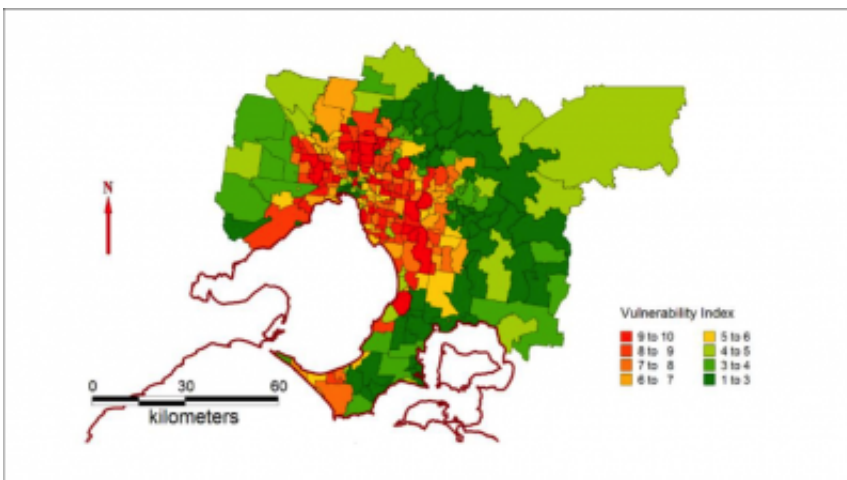 N
Vulnerability Index
9 to 10
8 to 9
7 to 8
6 to 7
5 to 6
4 to 5
3 to 4
1 to 3
0 30 60
kilometers